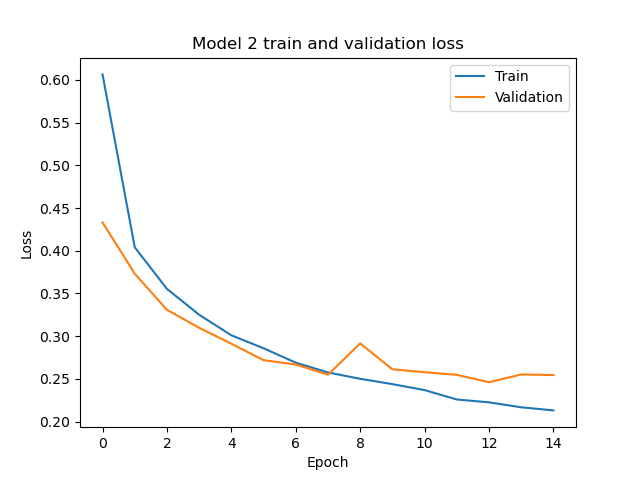 Model 2 train and validation loss
Train
Validation
0.60
0.55
0.50
0.45
0.40
0.35
0.30
0.25
0.20
Loss
0 2 4 6 8 10 12 14
Epoch